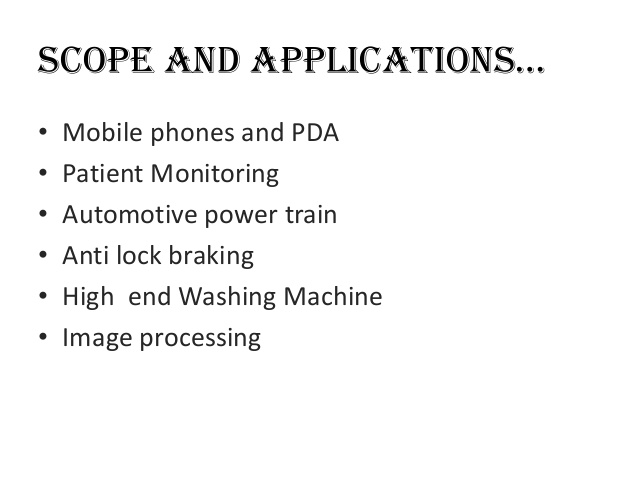 SCOPE AND APPLICATIONS...
• Mobile phones and PDA
• Patient Monitoring
• Automotive power train
• Anti lock braking
• High  end Washing Machine
• Image processing